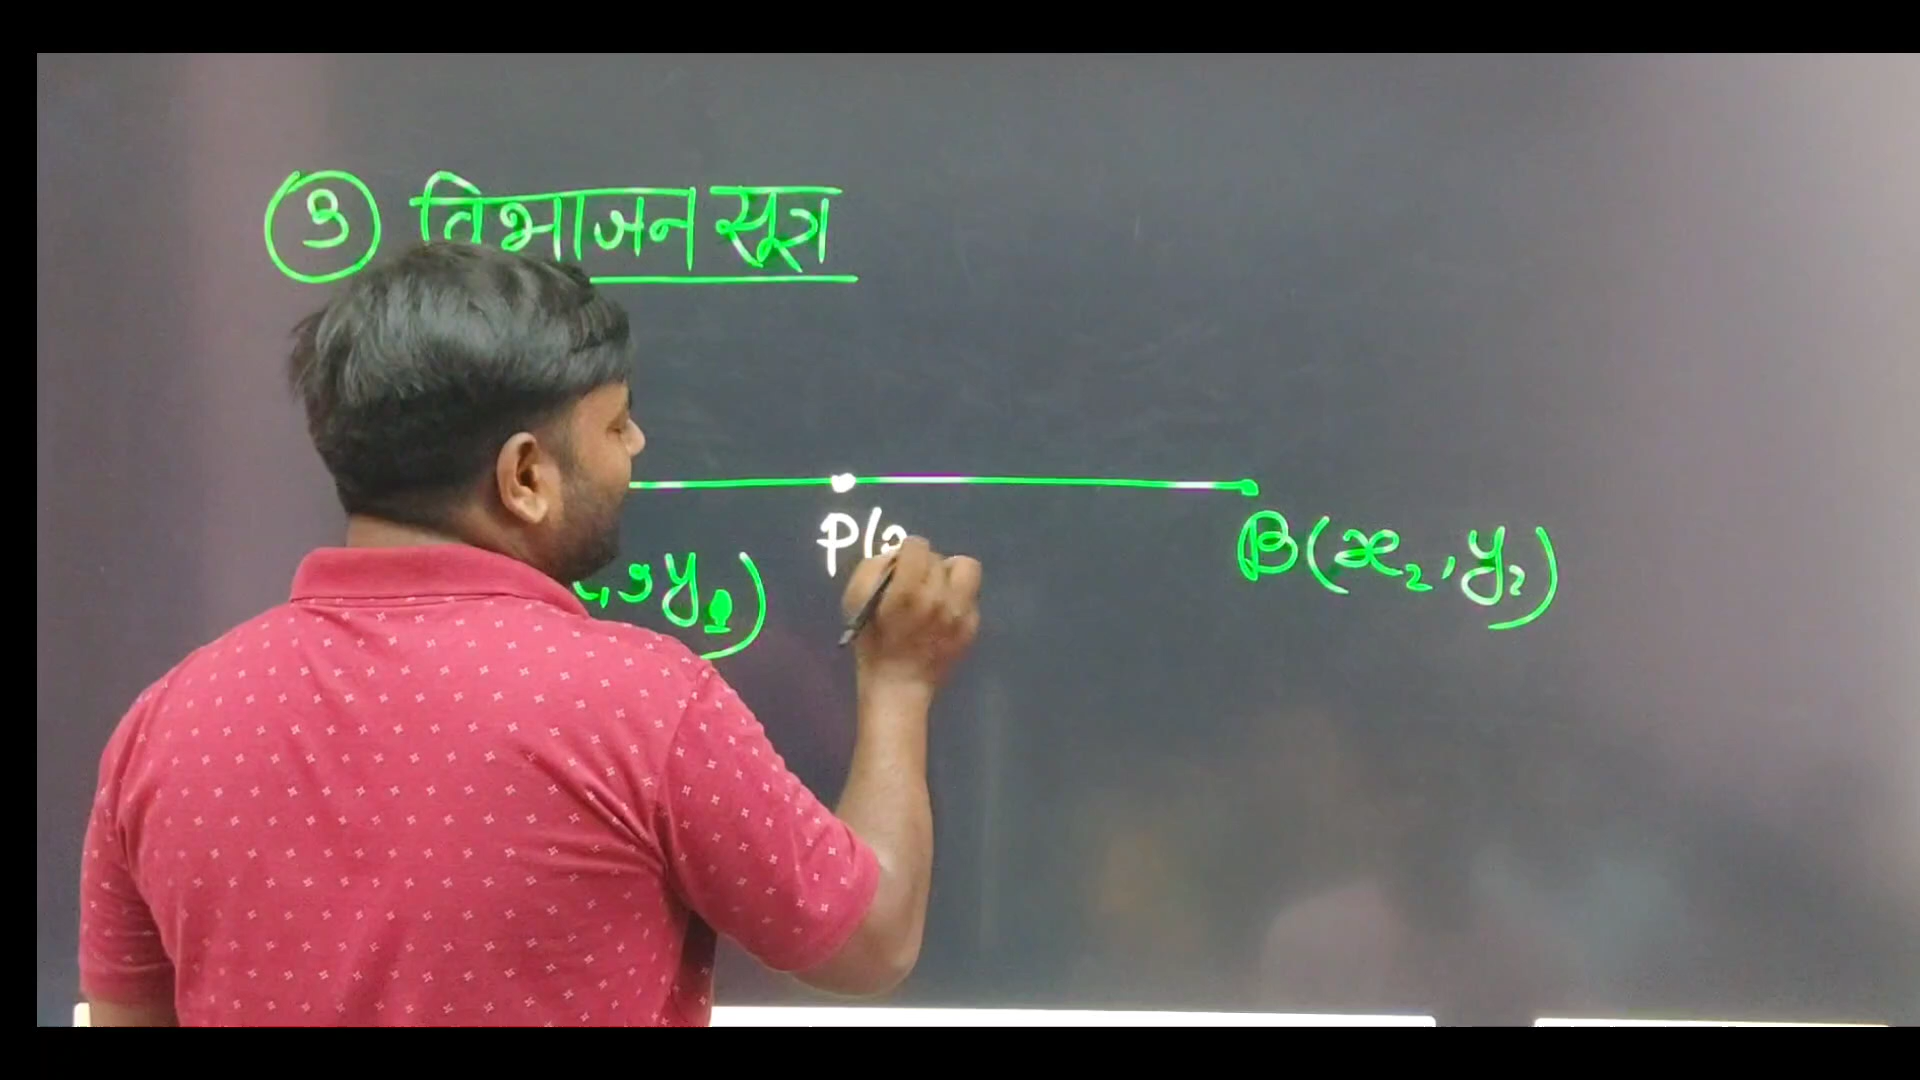 ③ विभाजन सूत्र
P(x
, y₁)
B(x₂, y₂)